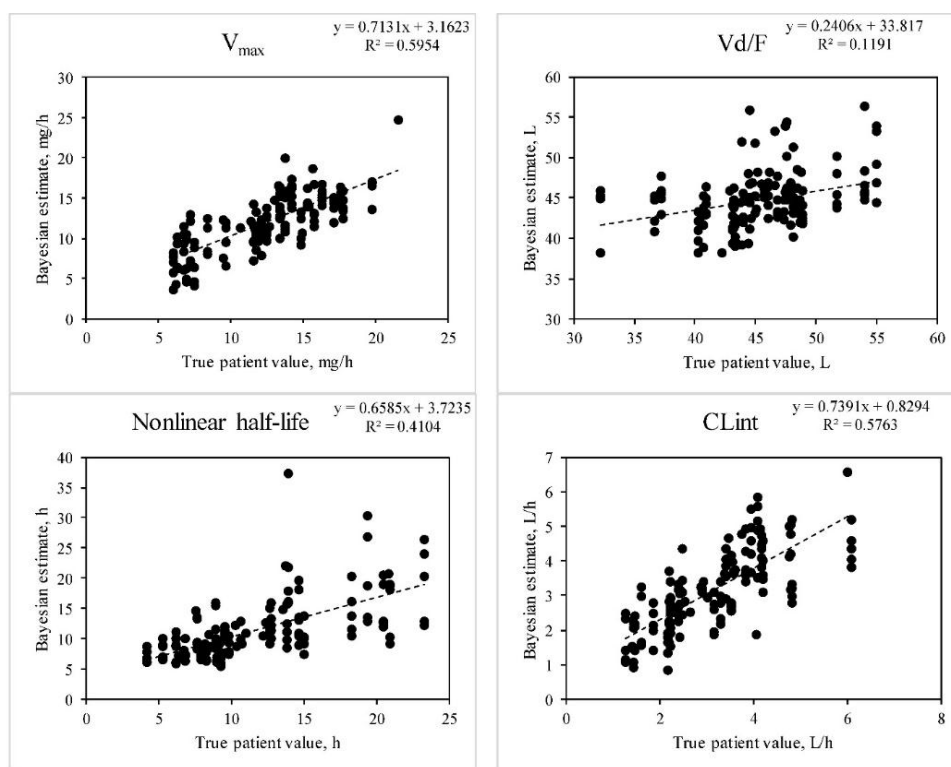 y = 0.7131x + 3.1623
R² = 0.5954
Vmax
30
25
20
15
10
5
0
Bayesian estimate, mg/h
0 5 10 15 20 25
True patient value, mg/h
y = 0.2406x + 33.817
R² = 0.1191
Vd/F
60
55
50
45
40
35
30
Bayesian estimate, L
30 35 40 45 50 55 60
True patient value, L
y = 0.6585x + 3.7235
R² = 0.4104
Nonlinear half-life
40
35
30
25
20
15
10
5
0
Bayesian estimate, h
0 5 10 15 20 25
True patient value, h
y = 0.7391x + 0.8294
R² = 0.5763
CLint
7
6
5
4
3
2
1
0
Bayesian estimate, L/h
0 2 4 6 8
True patient value, L/h